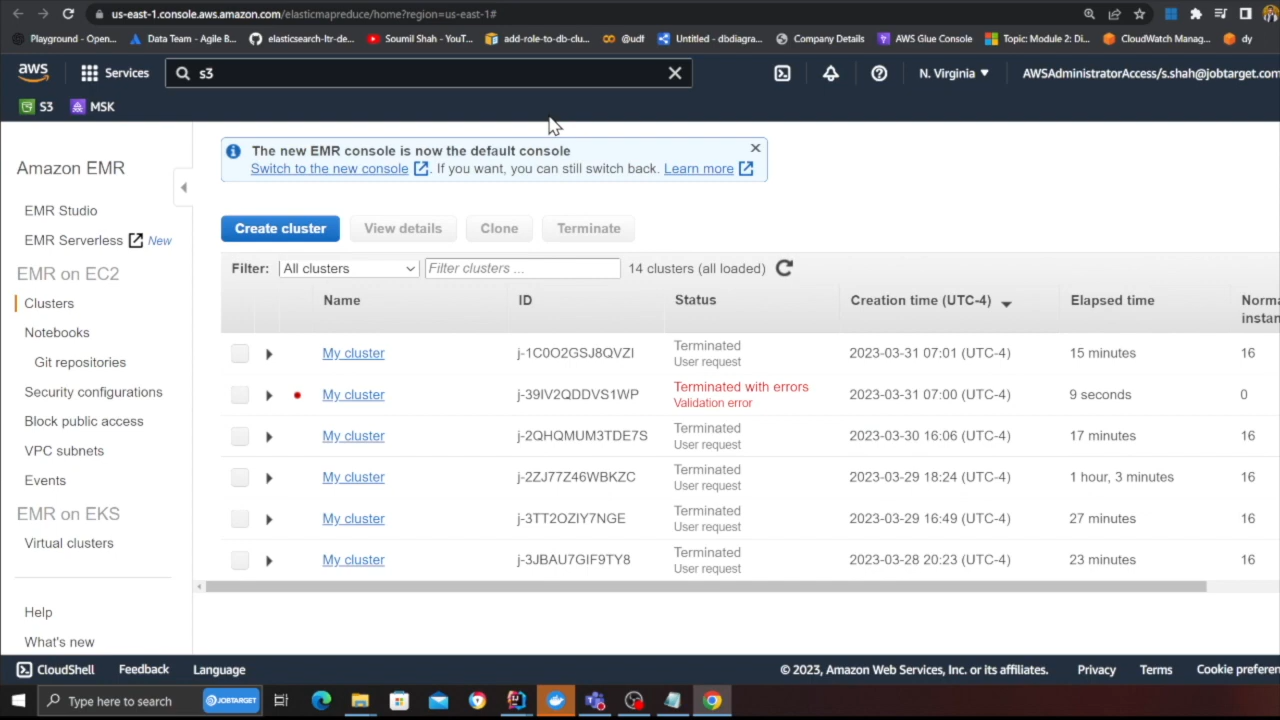 us-east-1.console.aws.amazon.com/elasticmapreduce/home?region=us-east-1#
Playground - Open...
Data Team - Agile B...
elasticsearch-ltr-de...
Soumil Shah - YouT...
add-role-to-db-clu...
@udf
Untitled - dbdiagra...
Company Details
AWS Glue Console
Topic: Module 2: Di...
CloudWatch Manag...
dy
aws
Services
s3
N. Virginia
AWSAdministratorAccess/s.shah@jobtarget.com
S3
MSK
Amazon EMR
EMR Studio
EMR Serverless New
EMR on EC2
Clusters
Notebooks
Git repositories
Security configurations
Block public access
VPC subnets
Events
EMR on EKS
Virtual clusters
Help
What's new
The new EMR console is now the default console
Switch to the new console . If you want, you can still switch back. Learn more
Create cluster View details Clone Terminate
Filter: All clusters Filter clusters ... 14 clusters (all loaded)
Name ID Status Creation time (UTC-4) Elapsed time Norma
instan
My cluster j-1C0O2GSJ8QVZI Terminated 2023-03-31 07:01 (UTC-4) 15 minutes 16
User request
My cluster j-39IV2QDDVS1WP Terminated with errors 2023-03-31 07:00 (UTC-4) 9 seconds 0
Validation error
My cluster j-2QHQMUM3TDE7S Terminated 2023-03-30 16:06 (UTC-4) 17 minutes 16
User request
My cluster j-2ZJ77Z46WBKZC Terminated 2023-03-29 18:24 (UTC-4) 1 hour, 3 minutes 16
User request
My cluster j-3TT2OZIY7NGE Terminated 2023-03-29 16:49 (UTC-4) 27 minutes 16
User request
My cluster j-3JBAU7GIF9TY8 Terminated 2023-03-28 20:23 (UTC-4) 23 minutes 16
User request
CloudShell Feedback Language © 2023, Amazon Web Services, Inc. or its affiliates. Privacy Terms Cookie preferen
Type here to search JOBTARGET